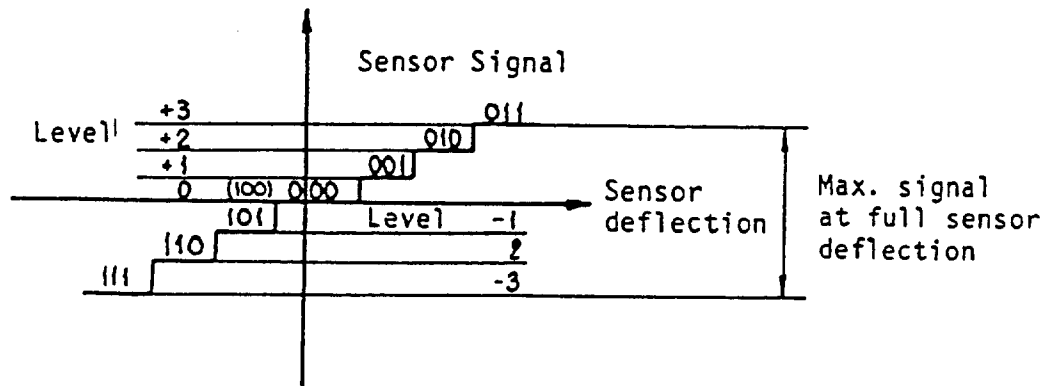 Sensor Signal
+3
011
Level
+2
010
+1
001
0
(100)
000
Sensor
deflection
Max. signal
at full sensor
deflection
101
Level
-1
110
2
111
-3